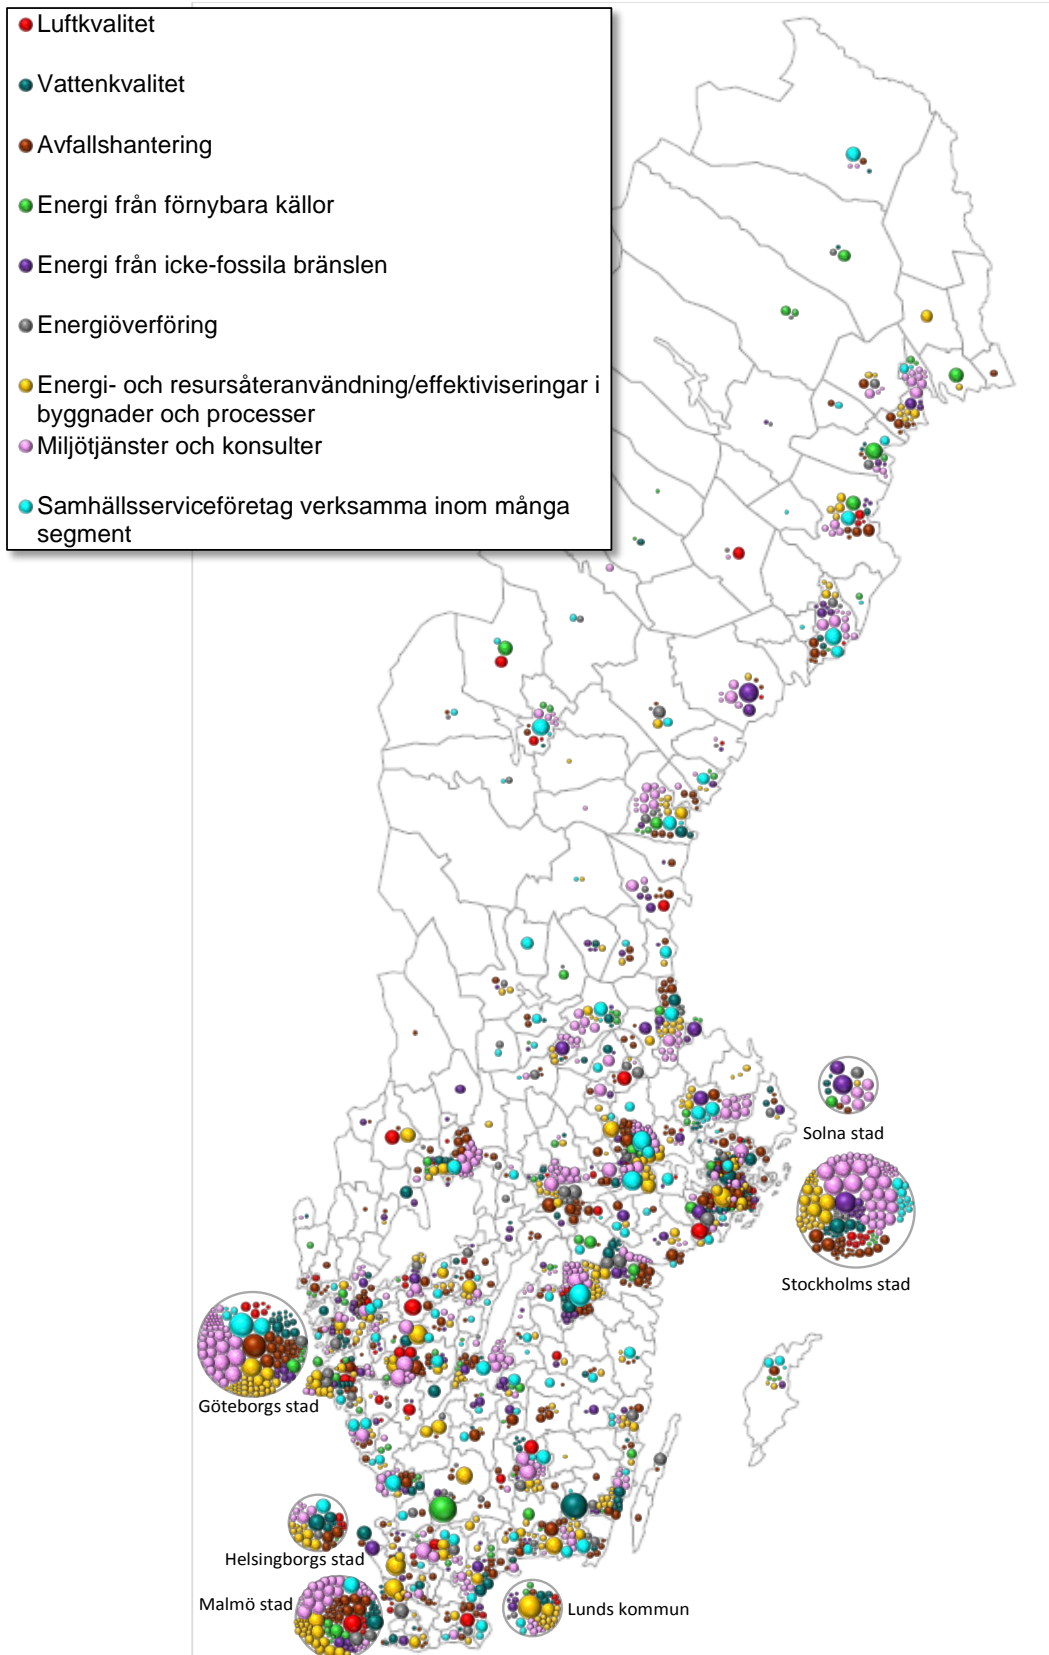 Luftkvalitet
Vattenkvalitet
Avfallshantering
Energi från förnybara källor
Energi från icke-fossila bränslen
Energiöverföring
Energi- och resursåteranvändning/effektiviseringar i
byggnader och processer
Miljötjänster och konsulter
Samhällsserviceföretag verksamma inom många
segment
Solna stad
Stockholms stad
Göteborgs stad
Helsingborgs stad
Malmö stad
Lunds kommun